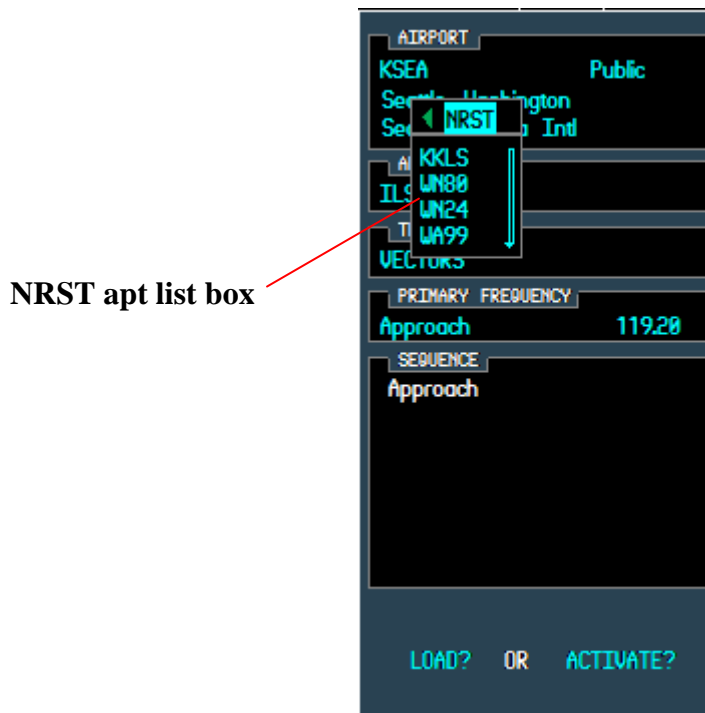 AIRPORT
KSEA Public
Intl
NRST
KKLS
WN80
WN24
WA99
ILS
VECTORS
NRST apt list box
PRIMARY FREQUENCY
Approach 119.20
SEQUENCE
Approach
LOAD? OR ACTIVATE?